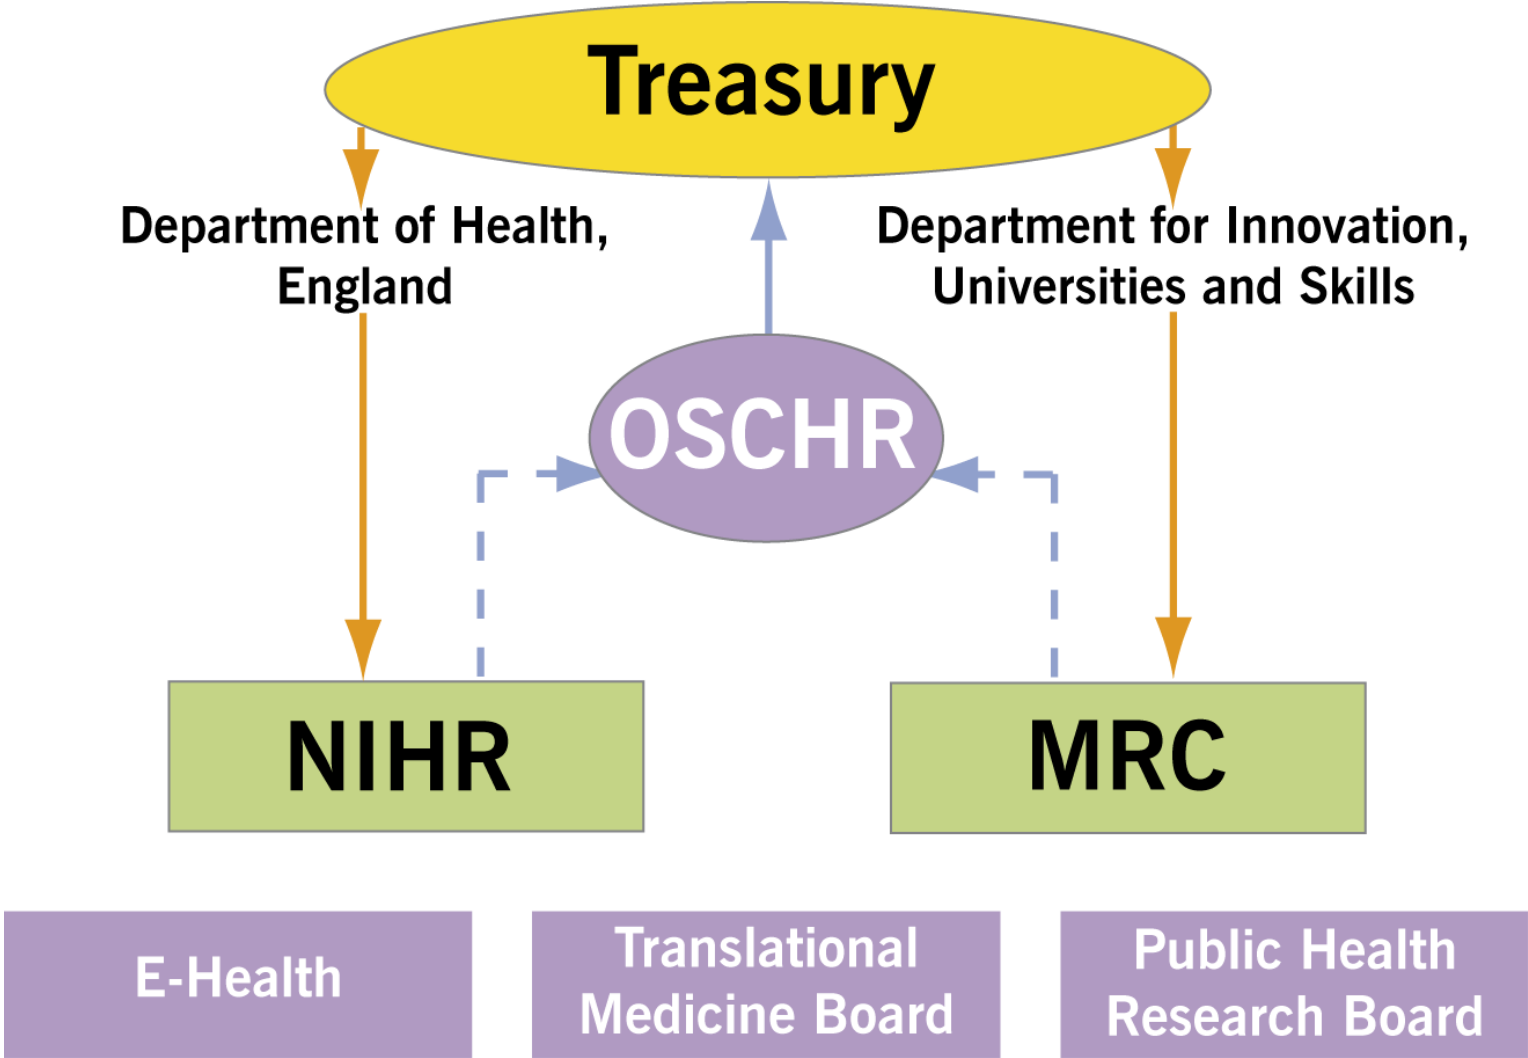 Treasury
Department of Health,
England
Department for Innovation,
Universities and Skills
OSCHR
NIHR
MRC
E-Health
Translational
Medicine Board
Public Health
Research Board